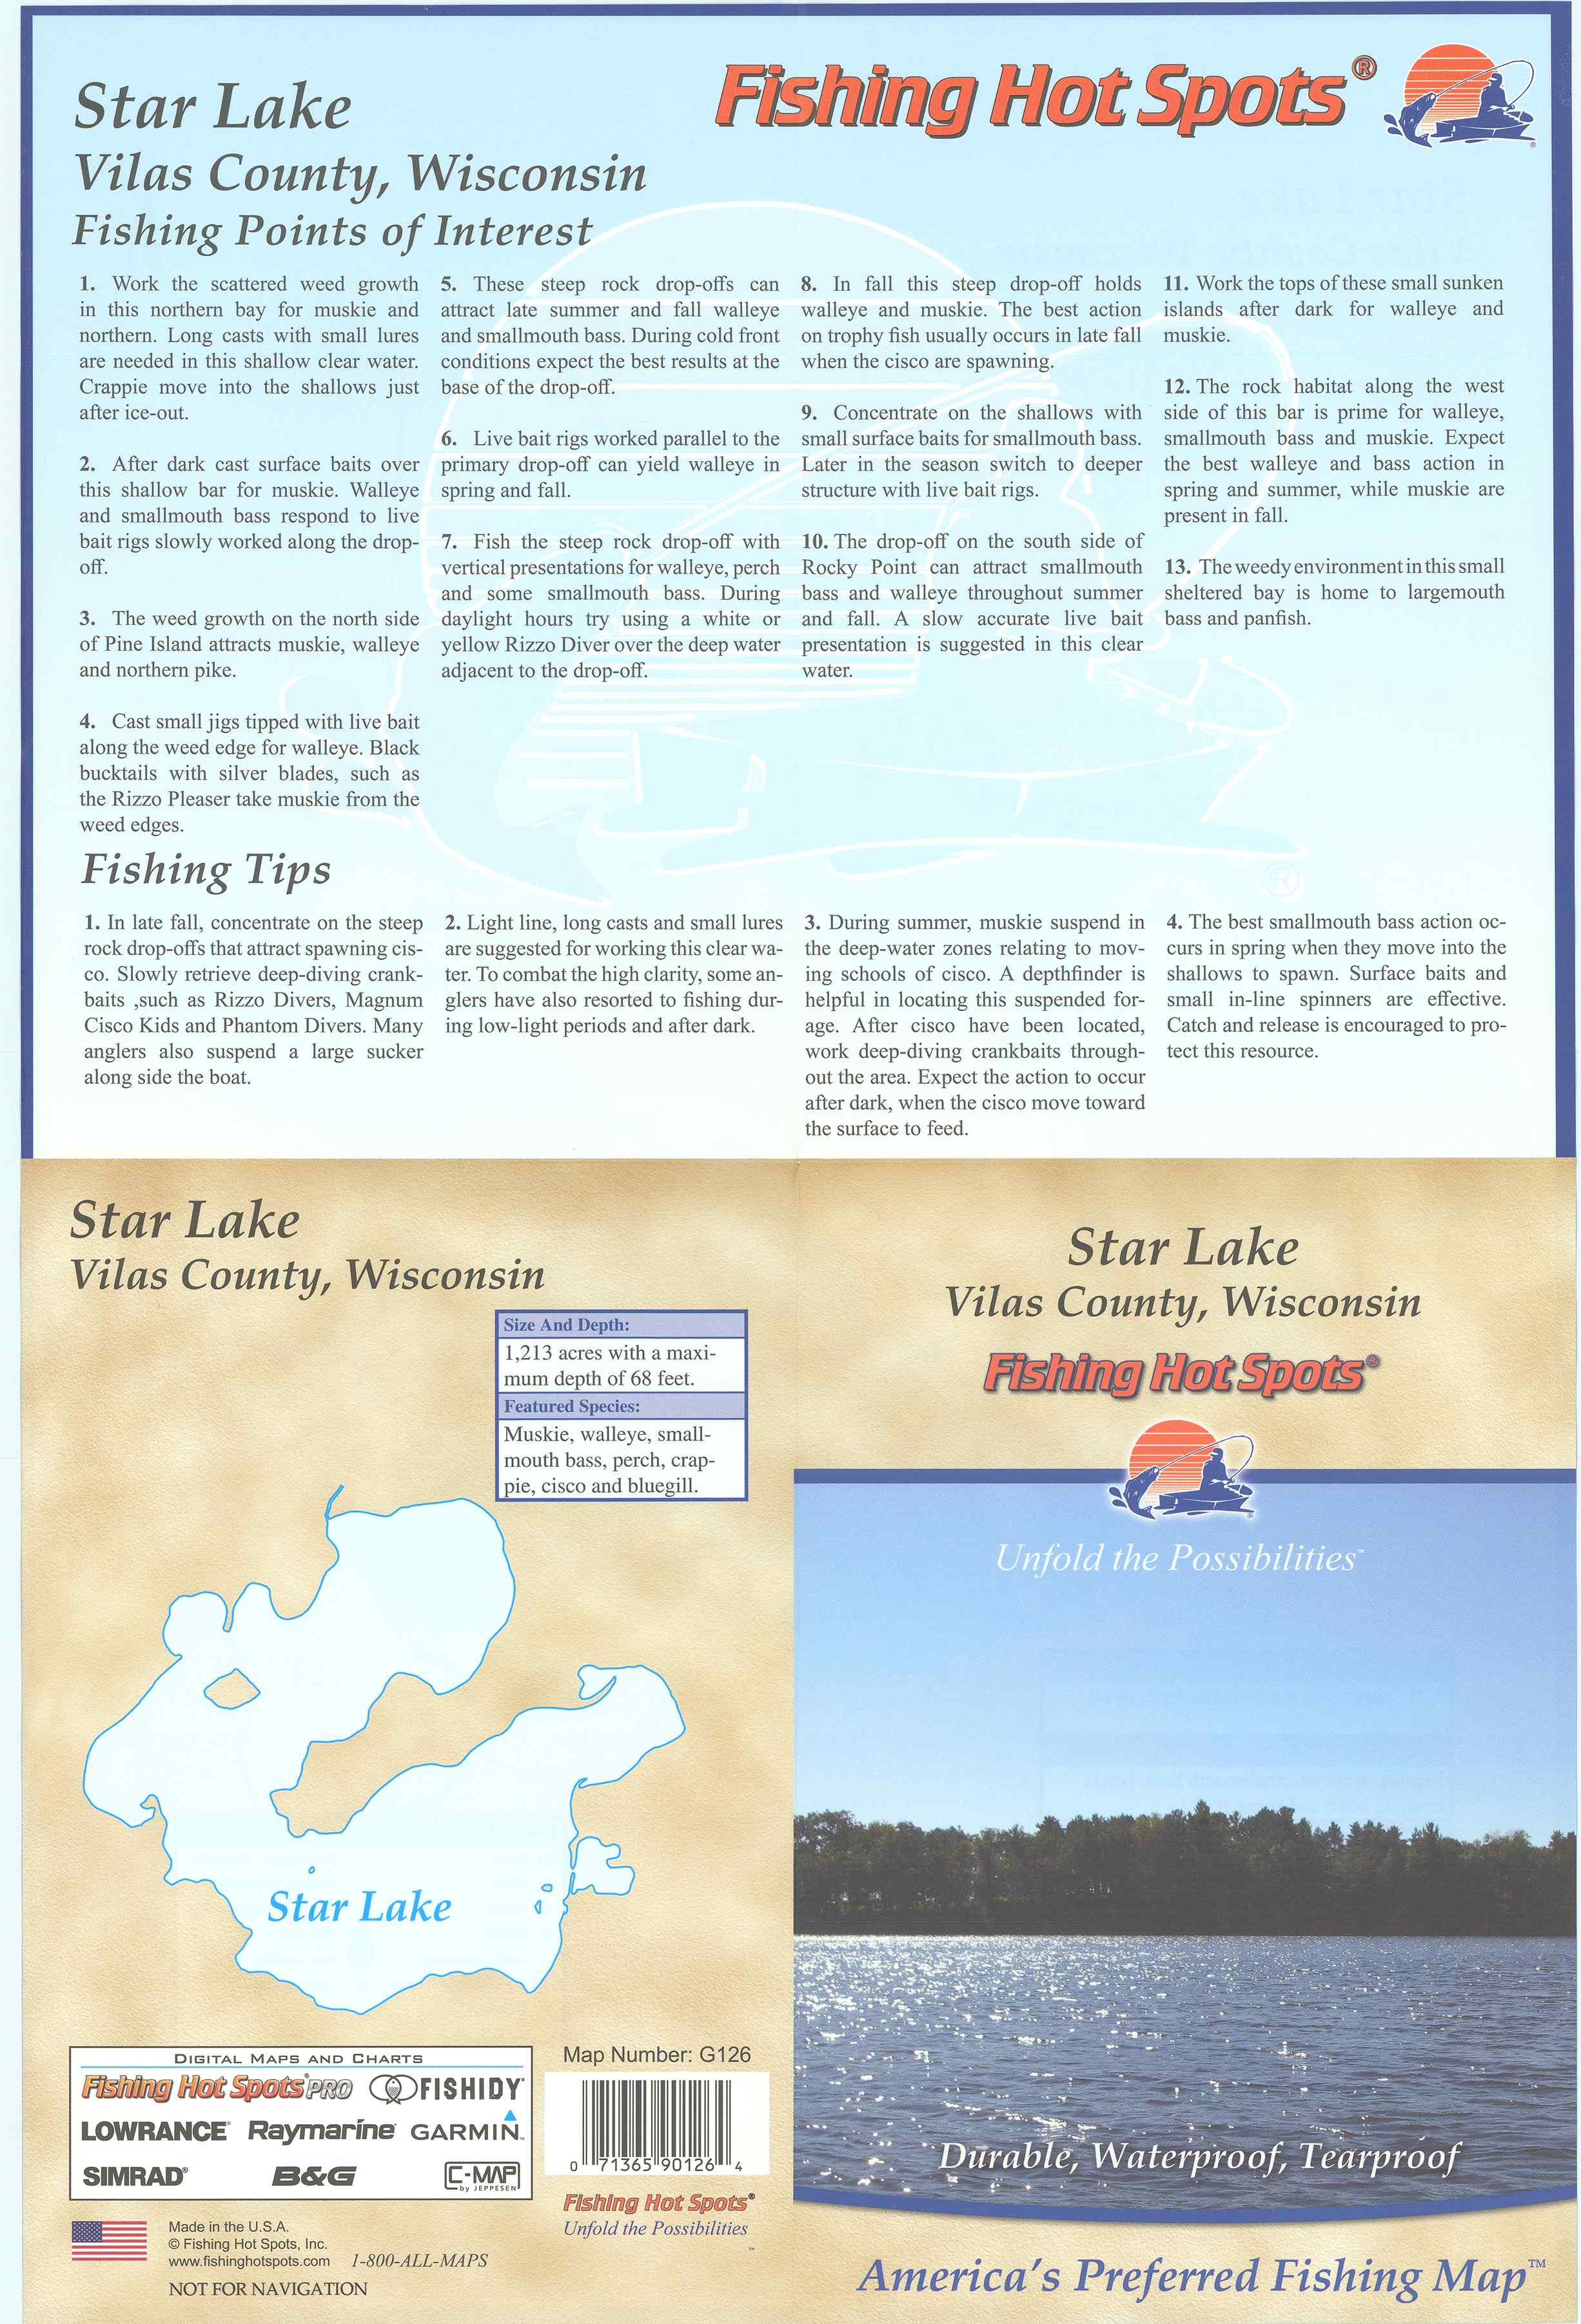 Star Lake
Vilas County, Wisconsin
Fishing Points of Interest
Fishing Hot Spots®
1. Work the scattered weed growth
in this northern bay for muskie and
northern. Long casts with small lures
are needed in this shallow clear water.
Crappie move into the shallows just
after ice-out.
2. After dark cast surface baits over
this shallow bar for muskie. Walleye
and smallmouth bass respond to live
bait rigs slowly worked along the drop-
off.
3. The weed growth on the north side
of Pine Island attracts muskie, walleye
and northern pike.
4. Cast small jigs tipped with live bait
along the weed edge for walleye. Black
bucktails with silver blades, such as
the Rizzo Pleaser take muskie from the
weed edges.
5. These steep rock drop-offs can
attract late summer and fall walleye
and smallmouth bass. During cold front
conditions expect the best results at the
base of the drop-off.
6. Live bait rigs worked parallel to the
primary drop-off can yield walleye in
spring and fall.
7. Fish the steep rock drop-off with
vertical presentations for walleye, perch
and some smallmouth bass. During
daylight hours try using a white or
yellow Rizzo Diver over the deep water
adjacent to the drop-off.
8. In fall this steep drop-off holds
walleye and muskie. The best action
on trophy fish usually occurs in late fall
when the cisco are spawning.
9. Concentrate on the shallows with
small surface baits for smallmouth bass.
Later in the season switch to deeper
structure with live bait rigs.
10. The drop-off on the south side of
Rocky Point can attract smallmouth
bass and walleye throughout summer
and fall. A slow accurate live bait
presentation is suggested in this clear
water.
11. Work the tops of these small sunken
islands after dark for walleye and
muskie.
12. The rock habitat along the west
side of this bar is prime for walleye,
smallmouth bass and muskie. Expect
the best walleye and bass action in
spring and summer, while muskie are
present in fall.
13. The weedy environment in this small
sheltered bay is home to largemouth
bass and panfish.
®
Fishing Tips
1. In late fall, concentrate on the steep
rock drop-offs that attract spawning cis-
co. Slowly retrieve deep-diving crank-
baits ,such as Rizzo Divers, Magnum
Cisco Kids and Phantom Divers. Many
anglers also suspend a large sucker
along side the boat.
2. Light line, long casts and small lures
are suggested for working this clear wa-
ter. To combat the high clarity, some an-
glers have also resorted to fishing dur-
ing low-light periods and after dark.
3. During summer, muskie suspend in
the deep-water zones relating to mov-
ing schools of cisco. A depthfinder is
helpful in locating this suspended for-
age. After cisco have been located,
work deep-diving crankbaits through-
out the area. Expect the action to occur
after dark, when the cisco move toward
the surface to feed.
4. The best smallmouth bass action oc-
curs in spring when they move into the
shallows to spawn. Surface baits and
small in-line spinners are effective.
Catch and release is encouraged to pro-
tect this resource.
Star Lake
Vilas County, Wisconsin
Size And Depth:
1,213 acres with a maxi-
mum depth of 68 feet.
Featured Species:
Muskie, walleye, small-
mouth bass, perch, crap-
pie, cisco and bluegill.
Star Lake
DIGITAL MAPS AND CHARTS
Fishing Hot Spots® PRO FISHIDY
LOWRANCE® Raymarine GARMIN
SIMRAD® B&G C-MAP
by JEPPESEN
Map Number: G126
0 71365 90126 4
Fishing Hot Spots®
Unfold the Possibilities™
Made in the U.S.A.
© Fishing Hot Spots, Inc.
www.fishinghotspots.com 1-800-ALL-MAPS
NOT FOR NAVIGATION
Star Lake
Vilas County, Wisconsin
Fishing Hot Spots®
Unfold the Possibilities™
Durable, Waterproof, Tearproof
America's Preferred Fishing Map™